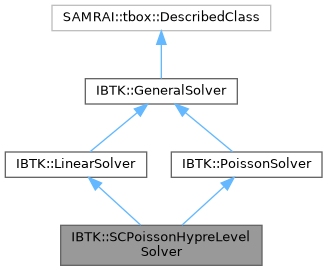 SAMRAI::tbox::DescribedClass
IBTK::GeneralSolver
IBTK::LinearSolver
IBTK::PoissonSolver
IBTK::SCPoissonHypreLevel
Solver